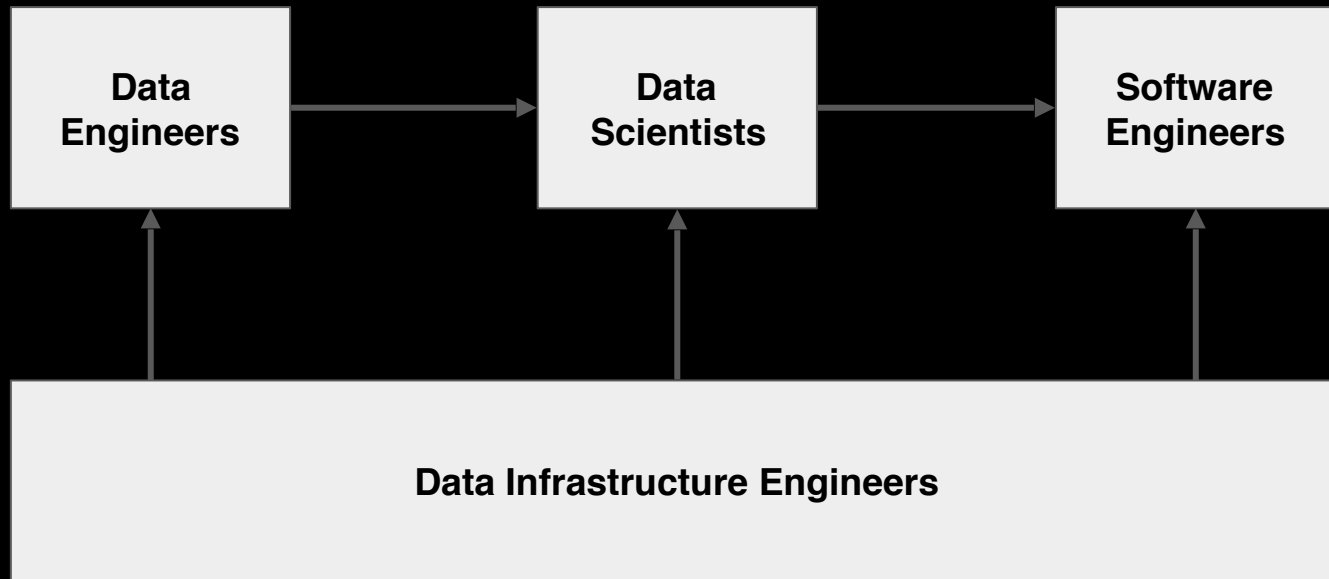 Data
Engineers
Data
Scientists
Software
Engineers
Data Infrastructure Engineers